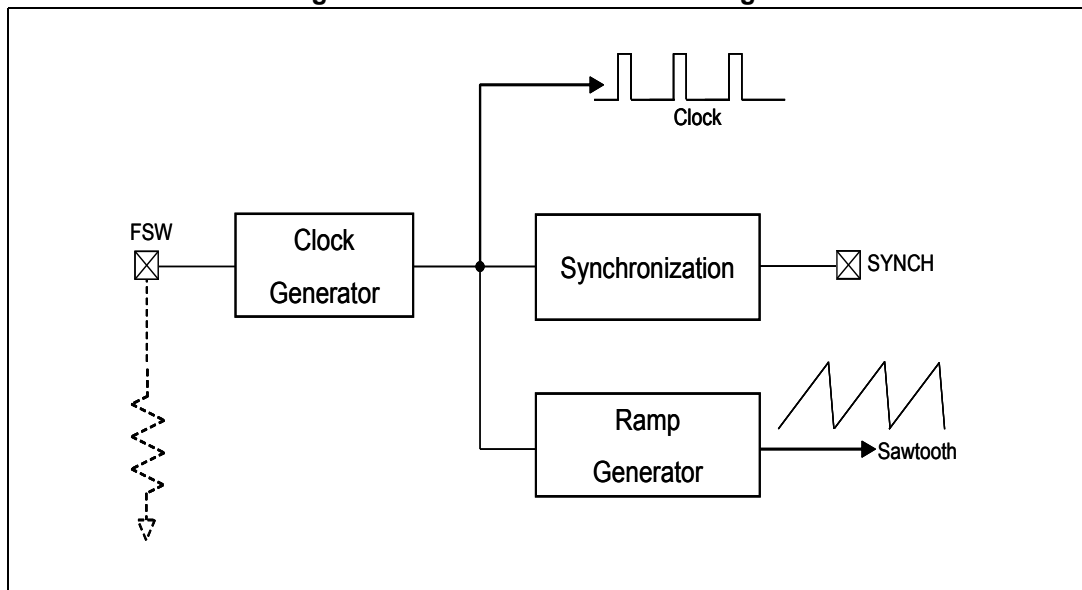 Clock
FSW
Clock
Generator
Synchronization
SYNCH
Ramp
Generator
Sawtooth